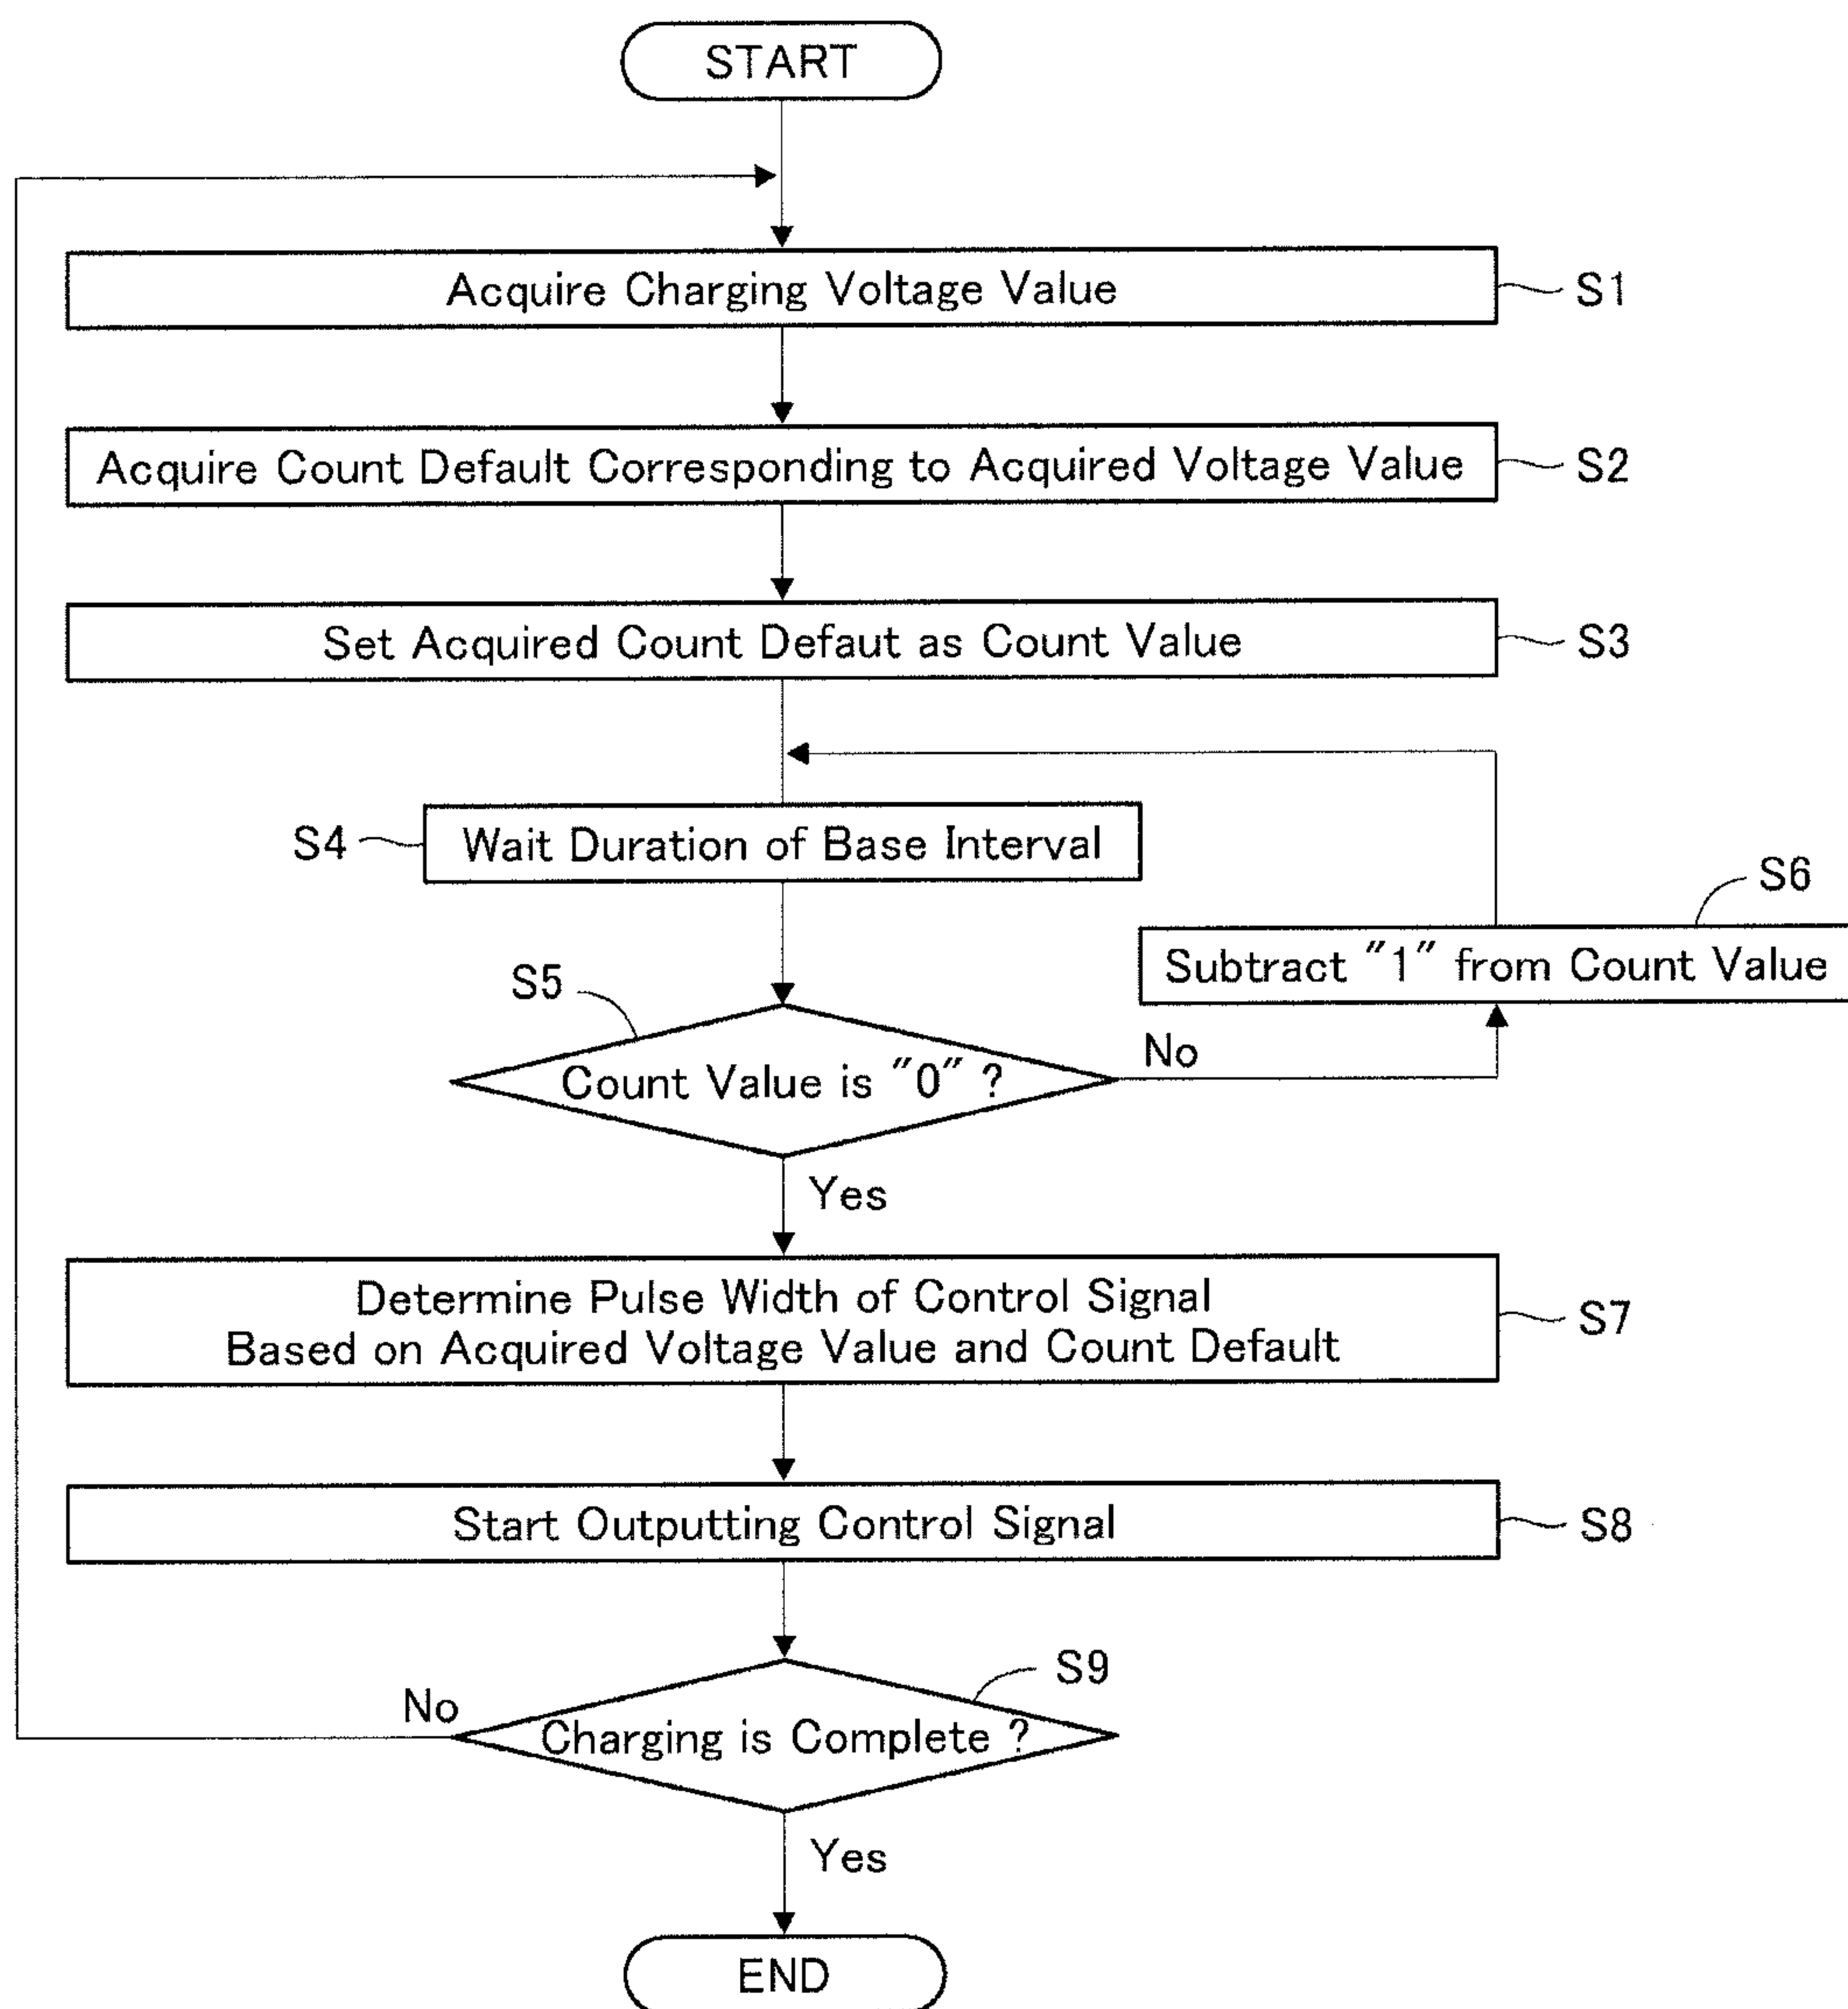 START
Acquire Charging Voltage Value
S1
Acquire Count Default Corresponding to Acquired Voltage Value
S2
Set Acquired Count Defaut as Count Value
S3
S4
Wait Duration of Base Interval
S6
Subtract "1" from Count Value
S5
Count Value is "0" ?
No
Yes
Determine Pulse Width of Control Signal
Based on Acquired Voltage Value and Count Default
S7
Start Outputting Control Signal
S8
S9
No
Charging is Complete ?
Yes
END